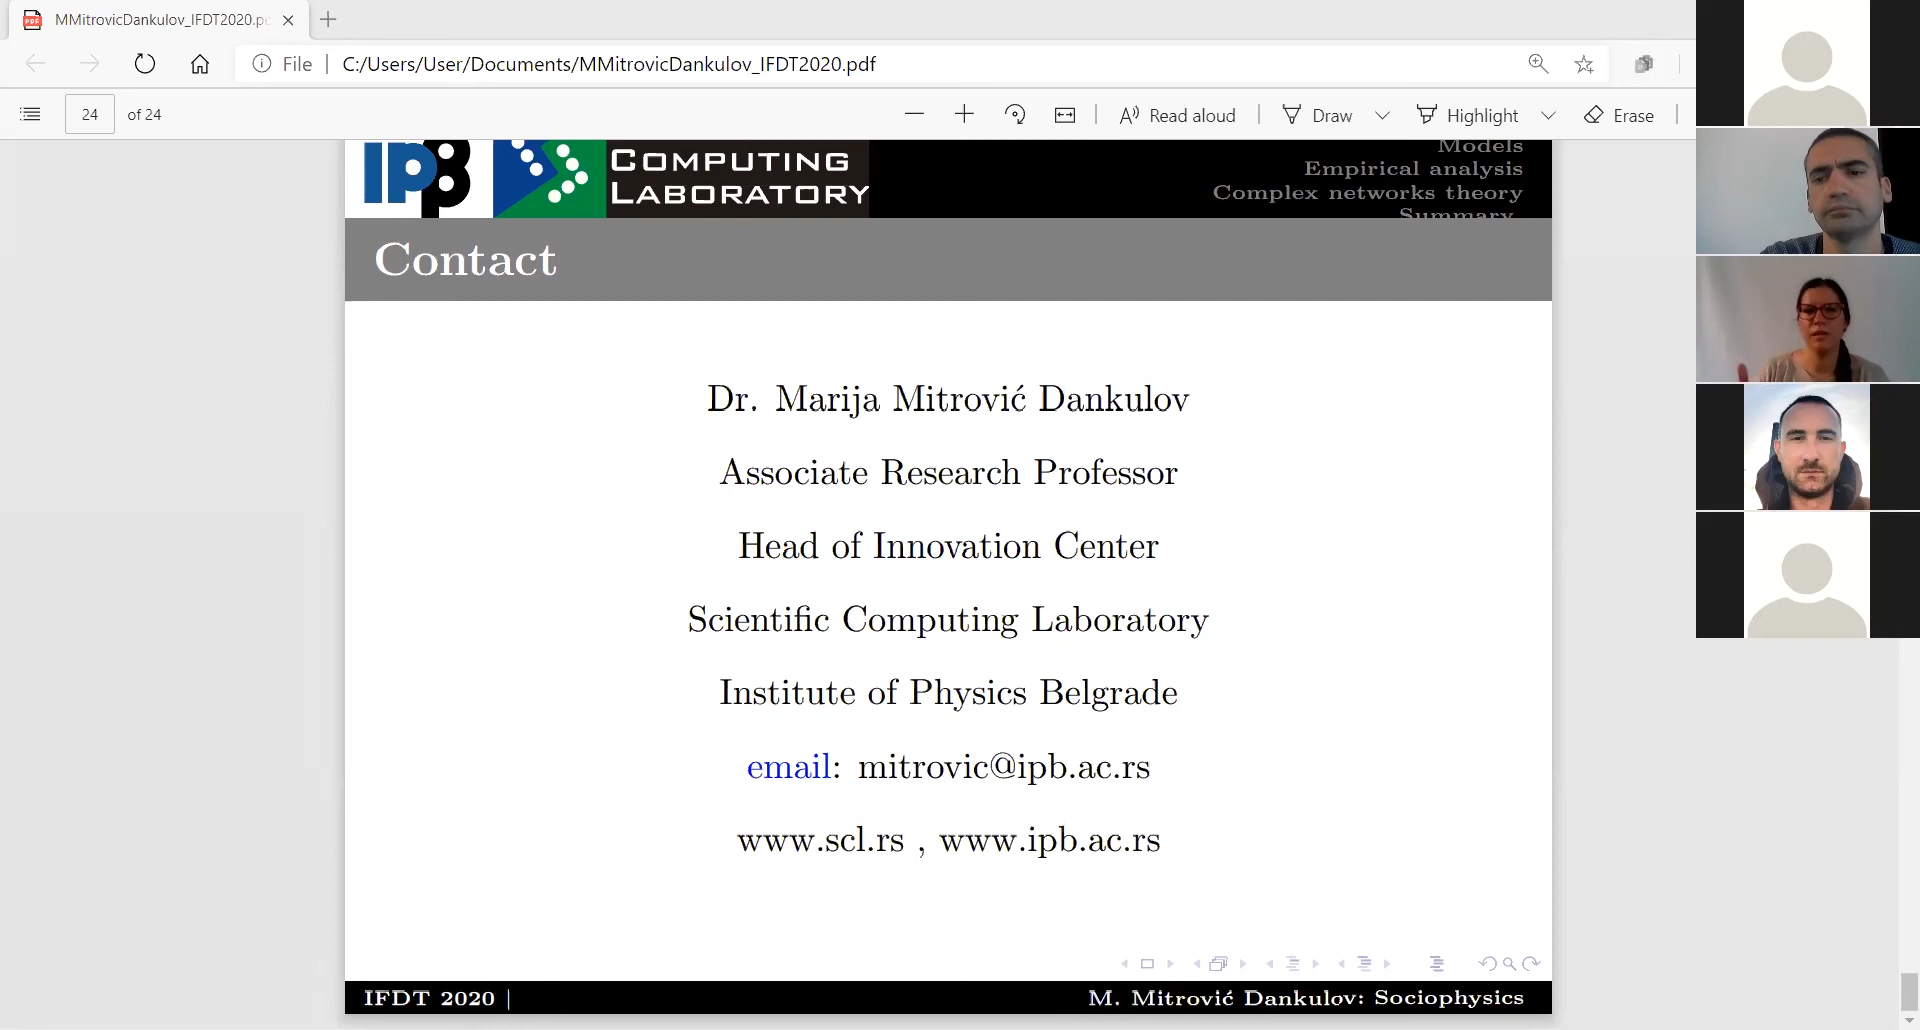 MMitrovicDankulov_IFDT2020.pd
File
C:/Users/User/Documents/MMitrovicDankulov_IFDT2020.pdf
24 of 24
Read aloud
Draw
Highlight
Erase
IPB
COMPUTING
LABORATORY
Models
Empirical analysis
Complex networks theory
Summary
Contact
Dr. Marija Mitrović Dankulov
Associate Research Professor
Head of Innovation Center
Scientific Computing Laboratory
Institute of Physics Belgrade
email: mitrovic@ipb.ac.rs
www.scl.rs , www.ipb.ac.rs
IFDT 2020 |
M. Mitrović Dankulov: Sociophysics